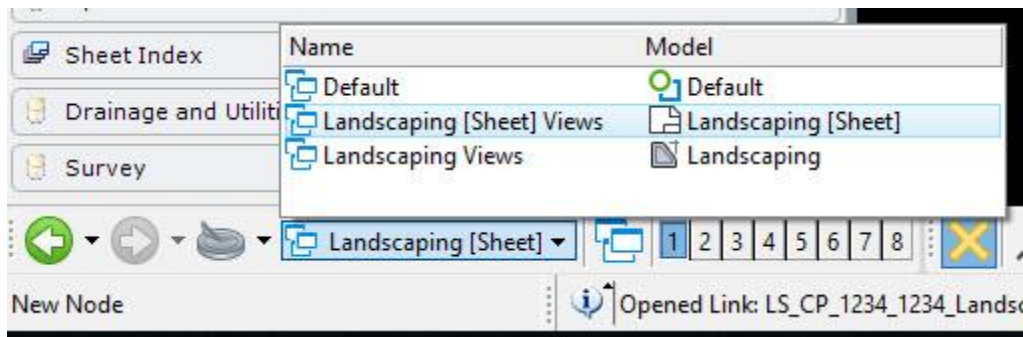 Sheet Index
Drainage and Utiliti
Survey
Name Model
Default Default
Landscaping [Sheet] Views Landscaping [Sheet]
Landscaping Views Landscaping
Landscaping [Sheet]
1 2 3 4 5 6 7 8
New Node
Opened Link: LS_CP_1234_1234_Landsc